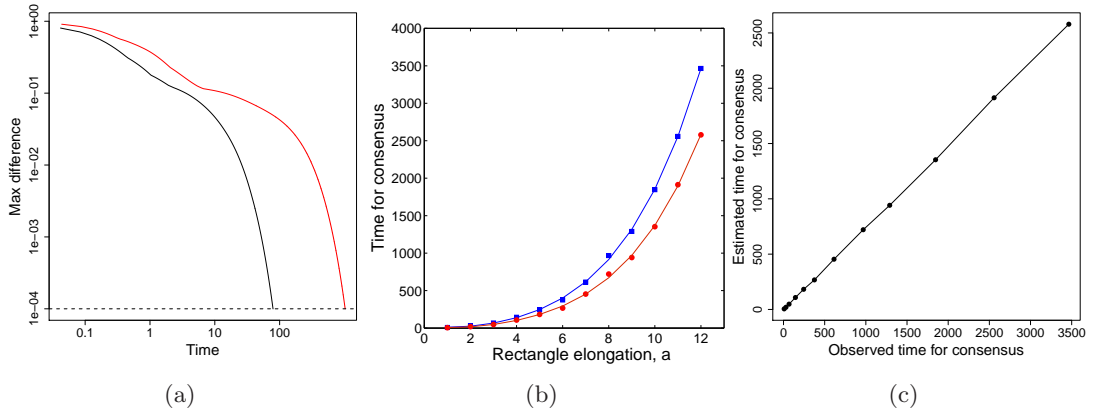 1e+00
1e-01
1e-02
1e-03
1e-04
Max difference
0.1
1
10
100
Time
(a)
4000
3500
3000
2500
2000
1500
1000
500
0
Time for consensus
0
2
4
6
8
10
12
Rectangle elongation, a
(b)
2500
2000
1500
1000
500
0
Estimated time for consensus
0
500
1000
1500
2000
2500
3000
3500
Observed time for consensus
(c)